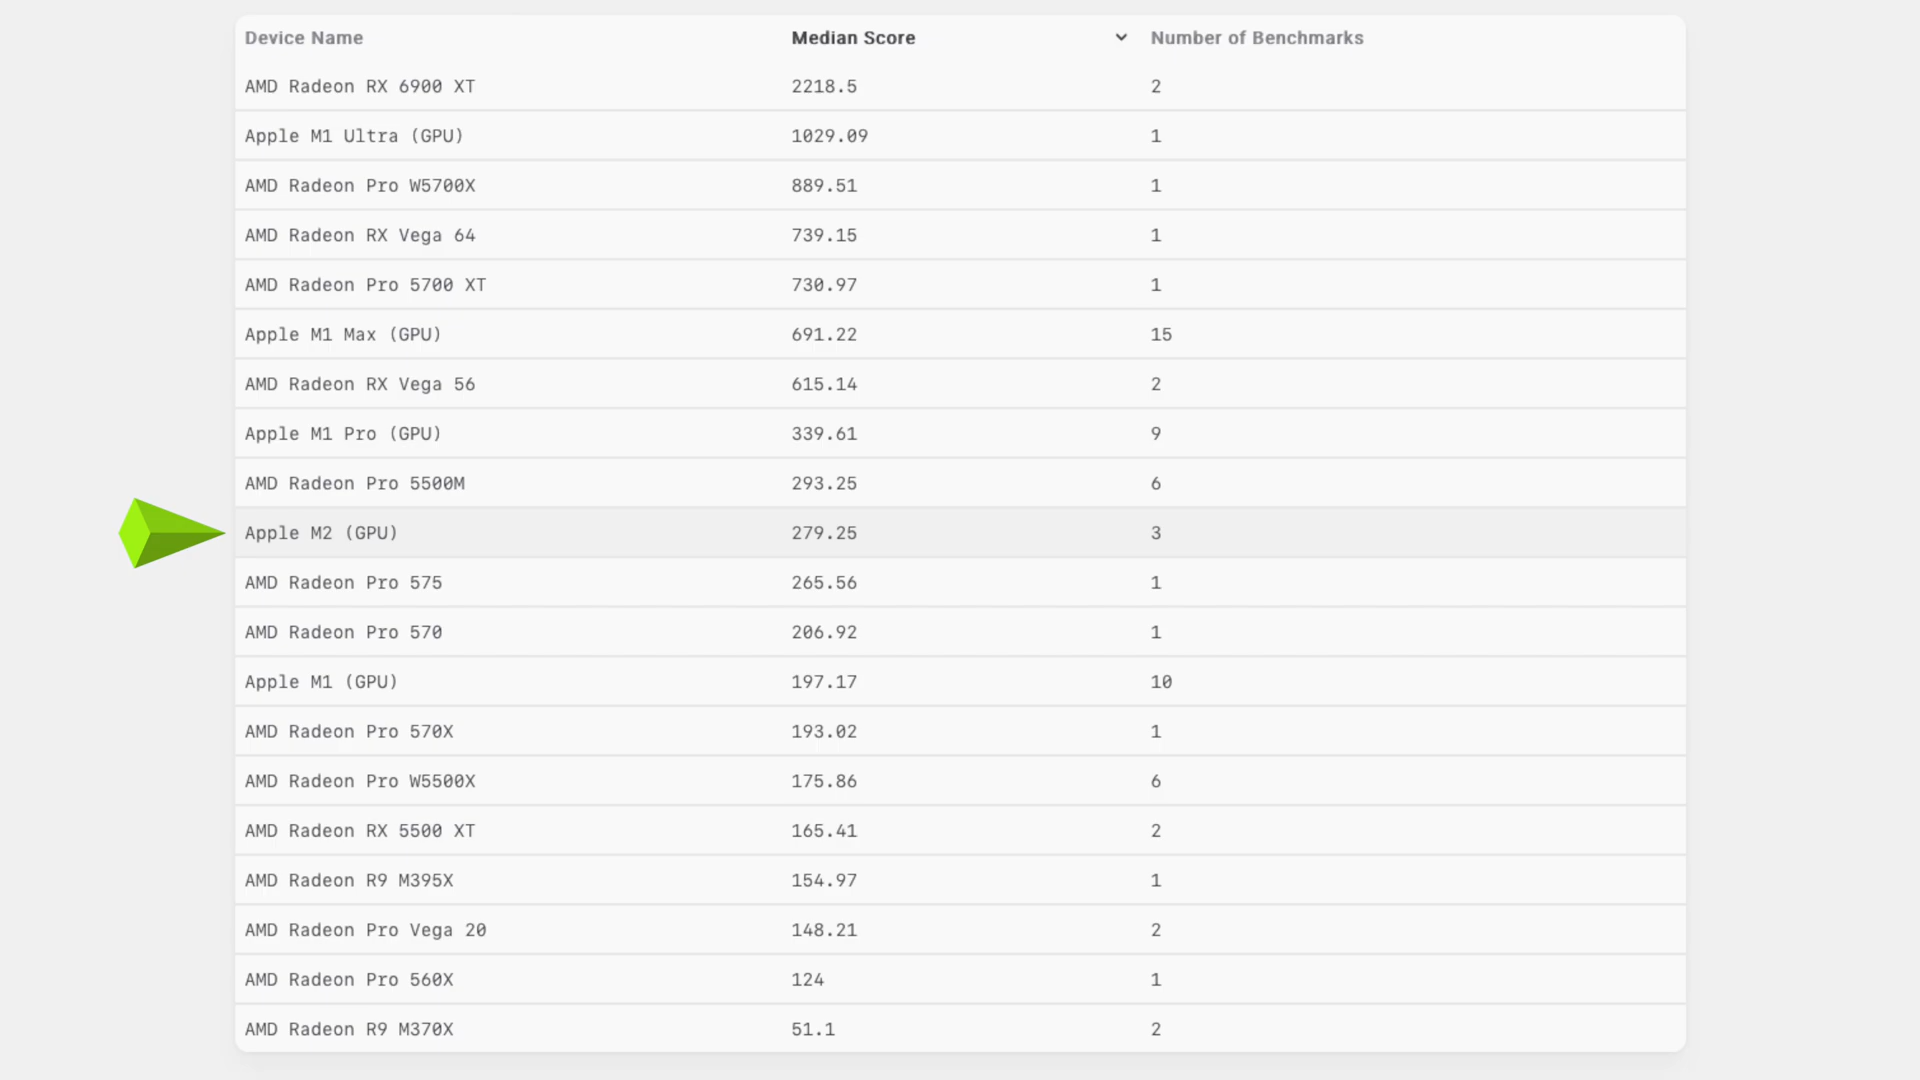 Device Name Median Score Number of Benchmarks
AMD Radeon RX 6900 XT 2218.5 2
Apple M1 Ultra (GPU) 1029.09 1
AMD Radeon Pro W5700X 889.51 1
AMD Radeon RX Vega 64 739.15 1
AMD Radeon Pro 5700 XT 730.97 1
Apple M1 Max (GPU) 691.22 15
AMD Radeon RX Vega 56 615.14 2
Apple M1 Pro (GPU) 339.61 9
AMD Radeon Pro 5500M 293.25 6
Apple M2 (GPU) 279.25 3
AMD Radeon Pro 575 265.56 1
AMD Radeon Pro 570 206.92 1
Apple M1 (GPU) 197.17 10
AMD Radeon Pro 570X 193.02 1
AMD Radeon Pro W5500X 175.86 6
AMD Radeon RX 5500 XT 165.41 2
AMD Radeon R9 M395X 154.97 1
AMD Radeon Pro Vega 20 148.21 2
AMD Radeon Pro 560X 124 1
AMD Radeon R9 M370X 51.1 2